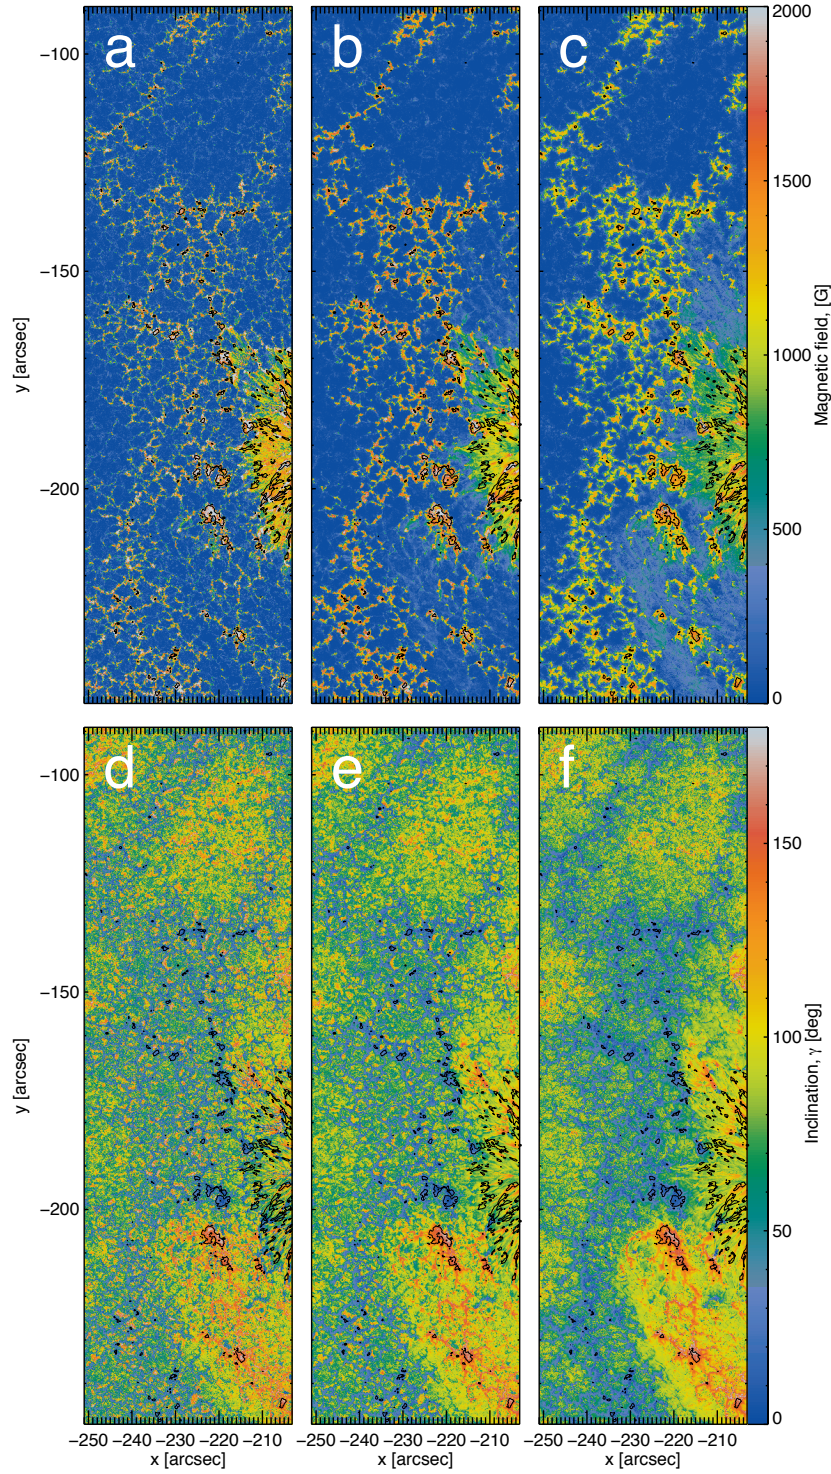 a b c
−100
−150
−200
y [arcsec]
2000
1500
1000
500
0
Magnetic field, [G]
d e f
−100
−150
−200
y [arcsec]
150
100
50
0
Inclination, γ [deg]
−250 −240 −230 −220 −210 −250 −240 −230 −220 −210 −250 −240 −230 −220 −210
x [arcsec] x [arcsec] x [arcsec]